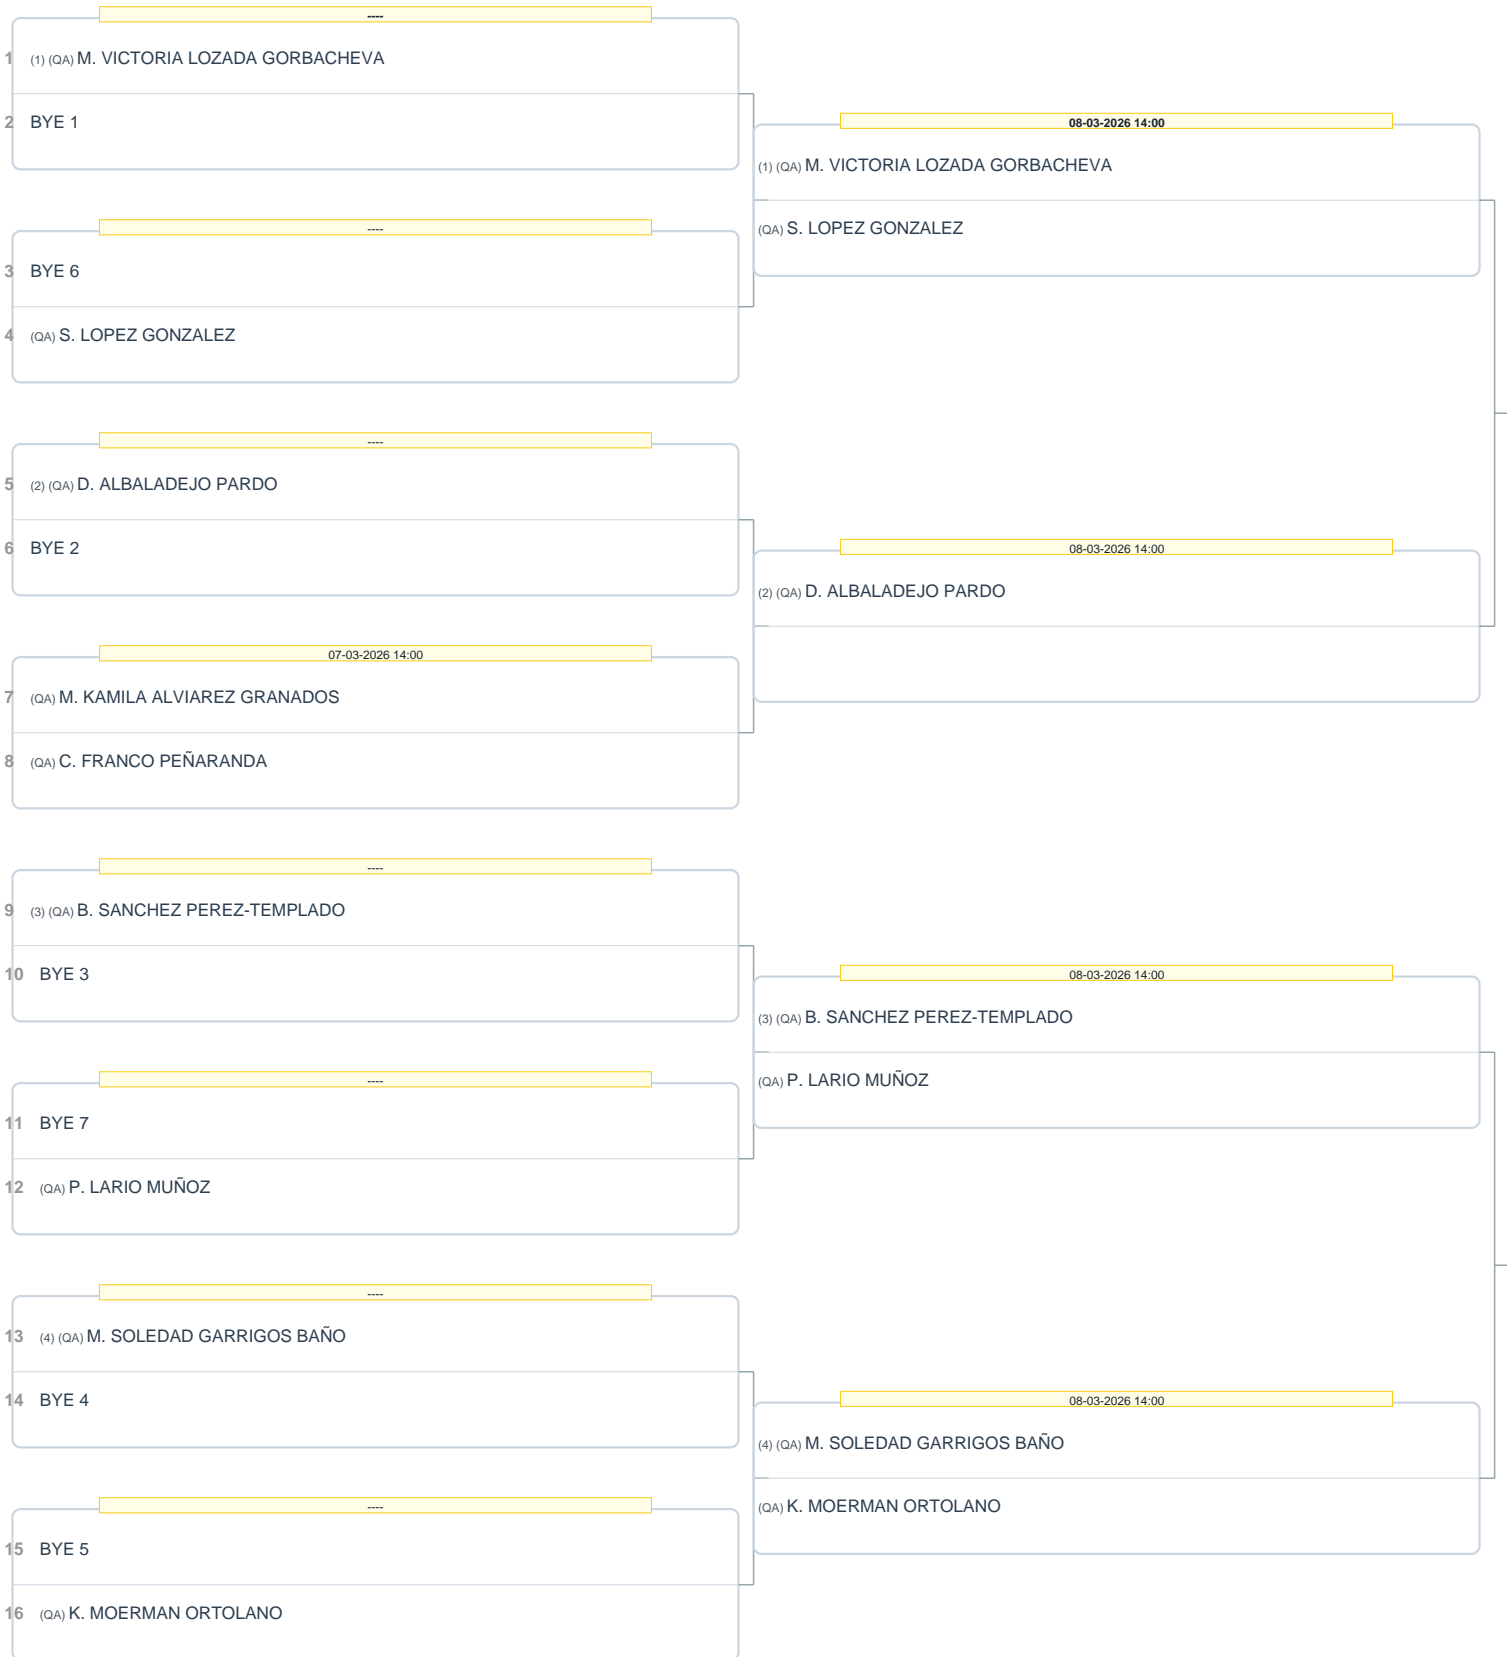 ----
1 (1) (QA) M. VICTORIA LOZADA GORBACHEVA
2 BYE 1
----
3 BYE 6
4 (QA) S. LOPEZ GONZALEZ
----
5 (2) (QA) D. ALBALADEJO PARDO
6 BYE 2
07-03-2026 14:00
7 (QA) M. KAMILA ALVIAREZ GRANADOS
8 (QA) C. FRANCO PEÑARANDA
----
9 (3) (QA) B. SANCHEZ PEREZ-TEMPLADO
10 BYE 3
----
11 BYE 7
12 (QA) P. LARIO MUÑOZ
----
13 (4) (QA) M. SOLEDAD GARRIGOS BAÑO
14 BYE 4
----
15 BYE 5
16 (QA) K. MOERMAN ORTOLANO
08-03-2026 14:00
(1) (QA) M. VICTORIA LOZADA GORBACHEVA
(QA) S. LOPEZ GONZALEZ
08-03-2026 14:00
(2) (QA) D. ALBALADEJO PARDO
08-03-2026 14:00
(3) (QA) B. SANCHEZ PEREZ-TEMPLADO
(QA) P. LARIO MUÑOZ
08-03-2026 14:00
(4) (QA) M. SOLEDAD GARRIGOS BAÑO
(QA) K. MOERMAN ORTOLANO